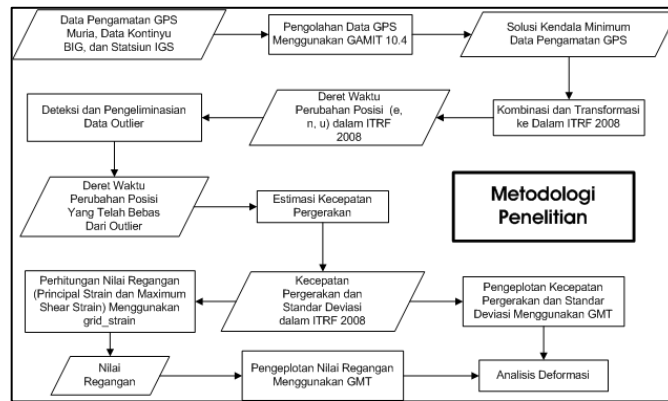 Data Pengamatan GPS
Muria, Data Kontinyu
BIG, dan Statsiun IGS
Pengolahan Data GPS
Menggunakan GAMIT 10.4
Solusi Kendala Minimum
Data Pengamatan GPS
Deteksi dan Pengeliminasian
Data Outlier
Deret Waktu
Perubahan Posisi (e,
n, u) dalam ITRF
2008
Kombinasi dan Transformasi
ke Dalam ITRF 2008
Deret Waktu
Perubahan Posisi
Yang Telah Bebas
Dari Outlier
Estimasi Kecepatan
Pergerakan
Metodologi
Penelitian
Perhitungan Nilai Regangan
(Principal Strain dan Maximum
Shear Strain) Menggunakan
grid_strain
Kecepatan
Pergerakan dan
Standar Deviasi
dalam ITRF 2008
Pengeplotan Kecepatan
Pergerakan dan Standar
Deviasi Menggunakan GMT
Nilai
Regangan
Pengeplotan Nilai Regangan
Menggunakan GMT
Analisis Deformasi